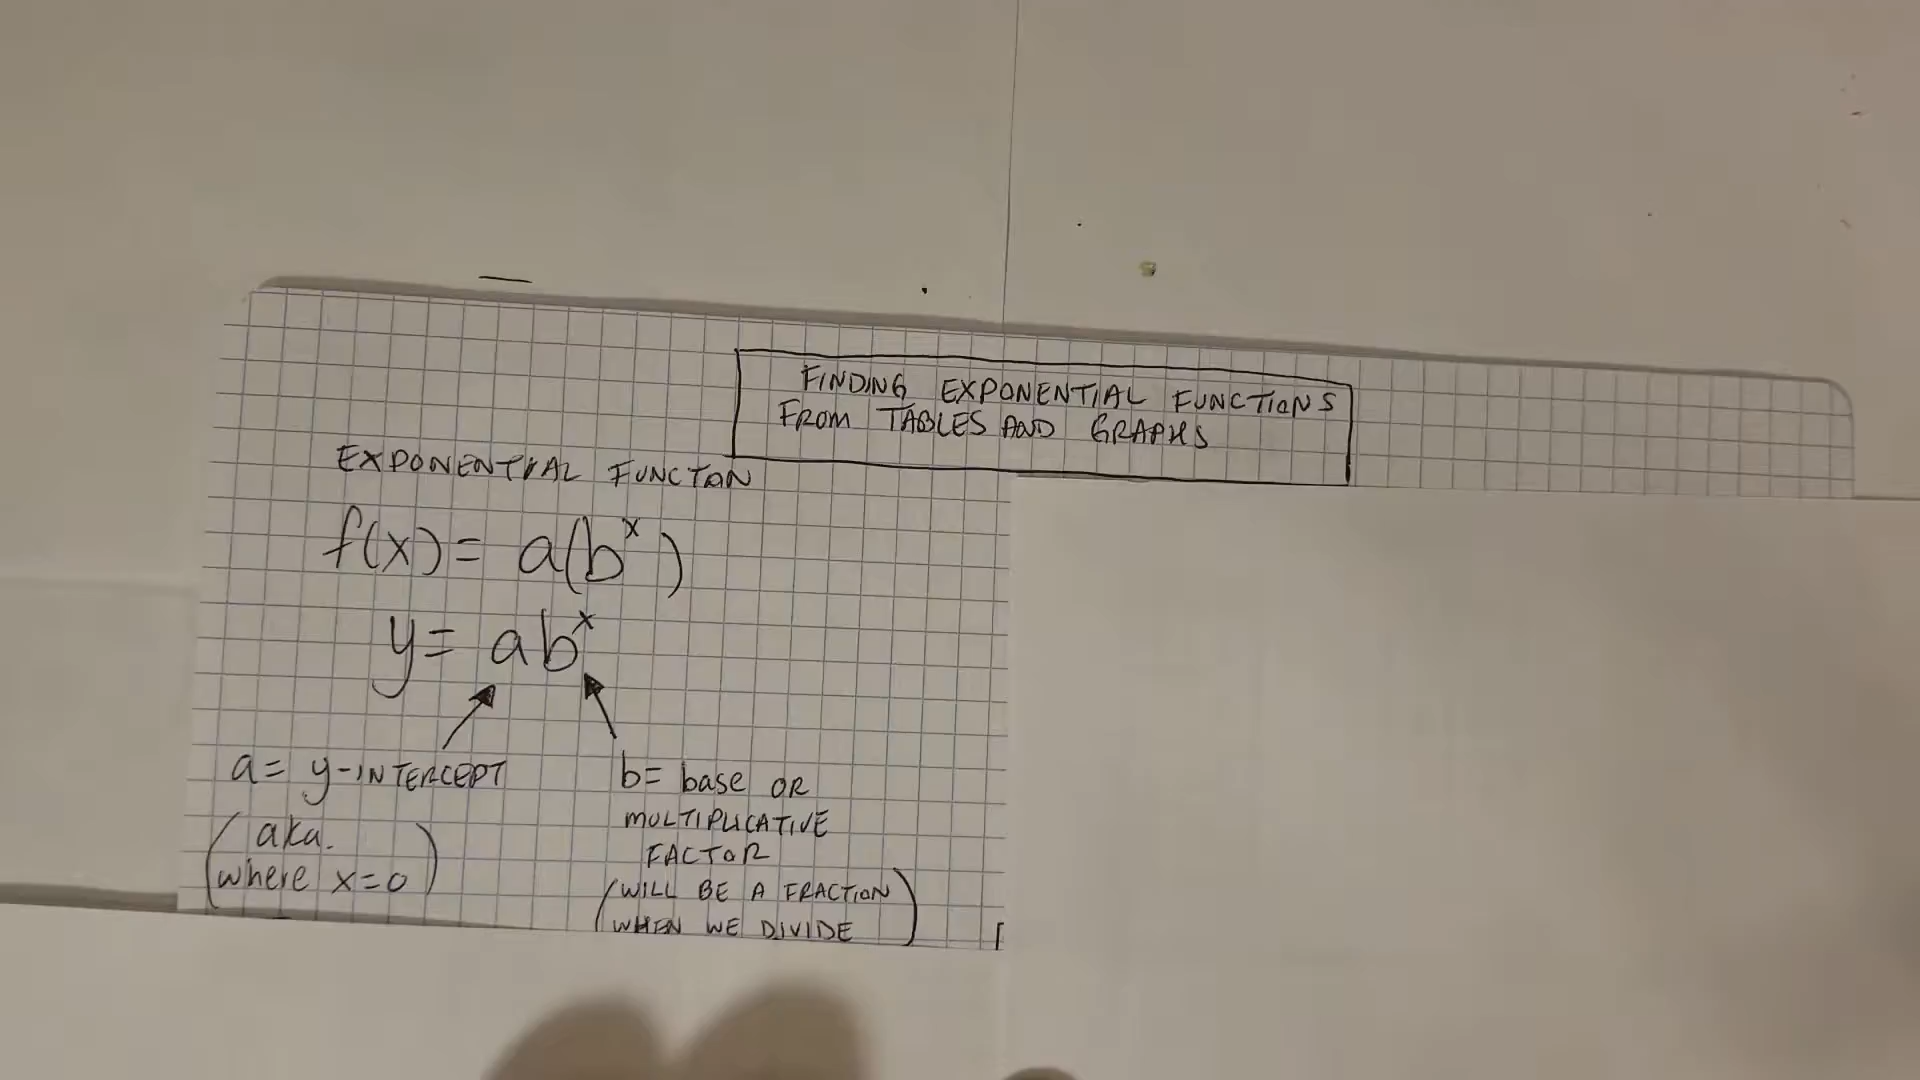 FINDING EXPONENTIAL FUNCTIONS
FROM TABLES AND GRAPHS
EXPONENTIAL FUNCTON
f(x) = a(b^x)
y = ab^x
a = y-INTERCEPT
(aka.
where x=0)
b= base OR
MULTIPLICATIVE
FACTOR
(WILL BE A FRACTION
WHEN WE DIVIDE)